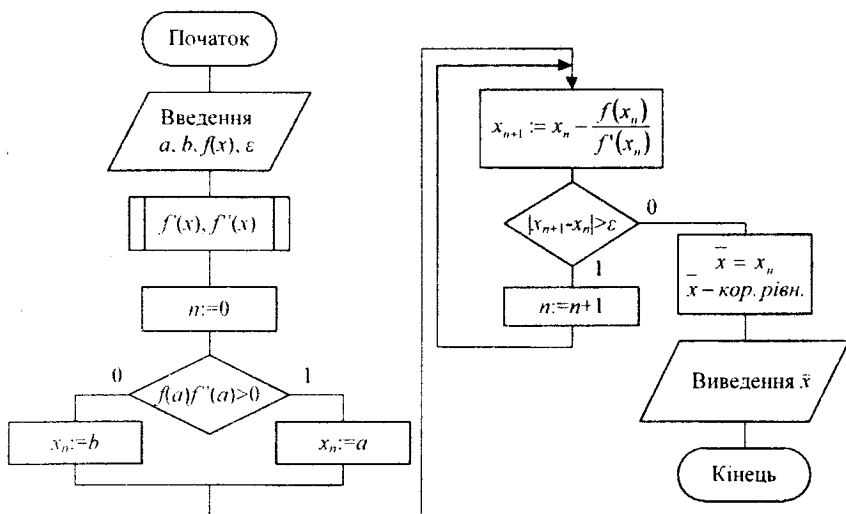 Початок
Введення
a, b, f(x), ε
f'(x), f''(x)
n:=0
0
f(a)f''(a)>0
1
xₙ:=b
xₙ:=a
xₙ₊₁ := xₙ - f(xₙ) / f'(xₙ)
|xₙ₊₁-xₙ|>ε
0
1
n:=n+1
x̄ = xₙ
x̄ – кор. рівн.
Виведення x̄
Кінець